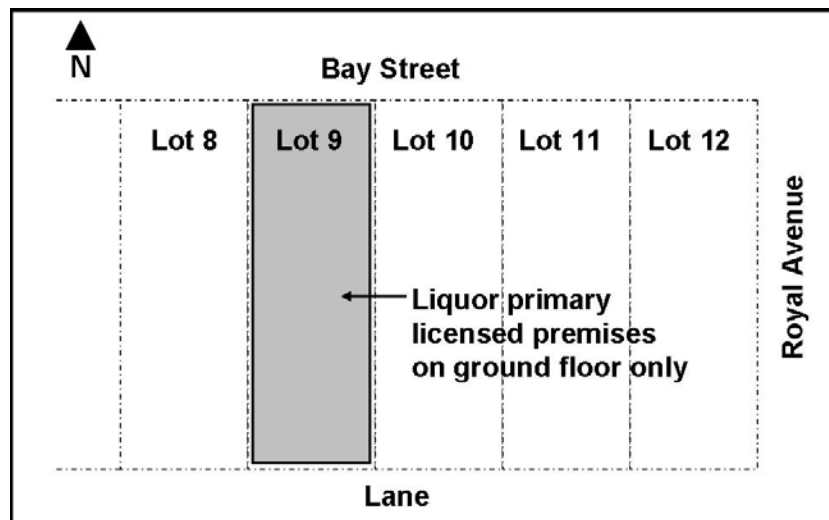 N
Bay Street
Lot 8
Lot 9
Lot 10
Lot 11
Lot 12
Royal Avenue
Liquor primary
licensed premises
on ground floor only
Lane